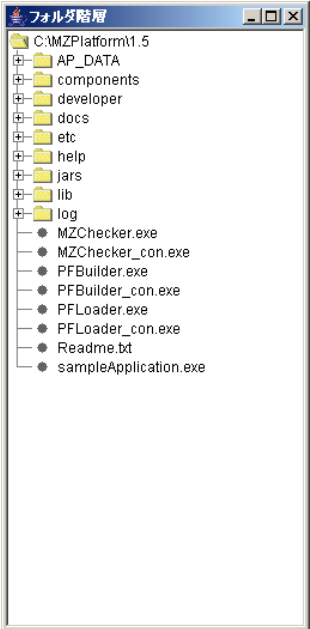 フォルダ階層
C:\MZPlatform\1.5
AP_DATA
components
developer
docs
etc
help
jars
lib
log
MZChecker.exe
MZChecker_con.exe
PFBuilder.exe
PFBuilder_con.exe
PFLoader.exe
PFLoader_con.exe
Readme.txt
sampleApplication.exe